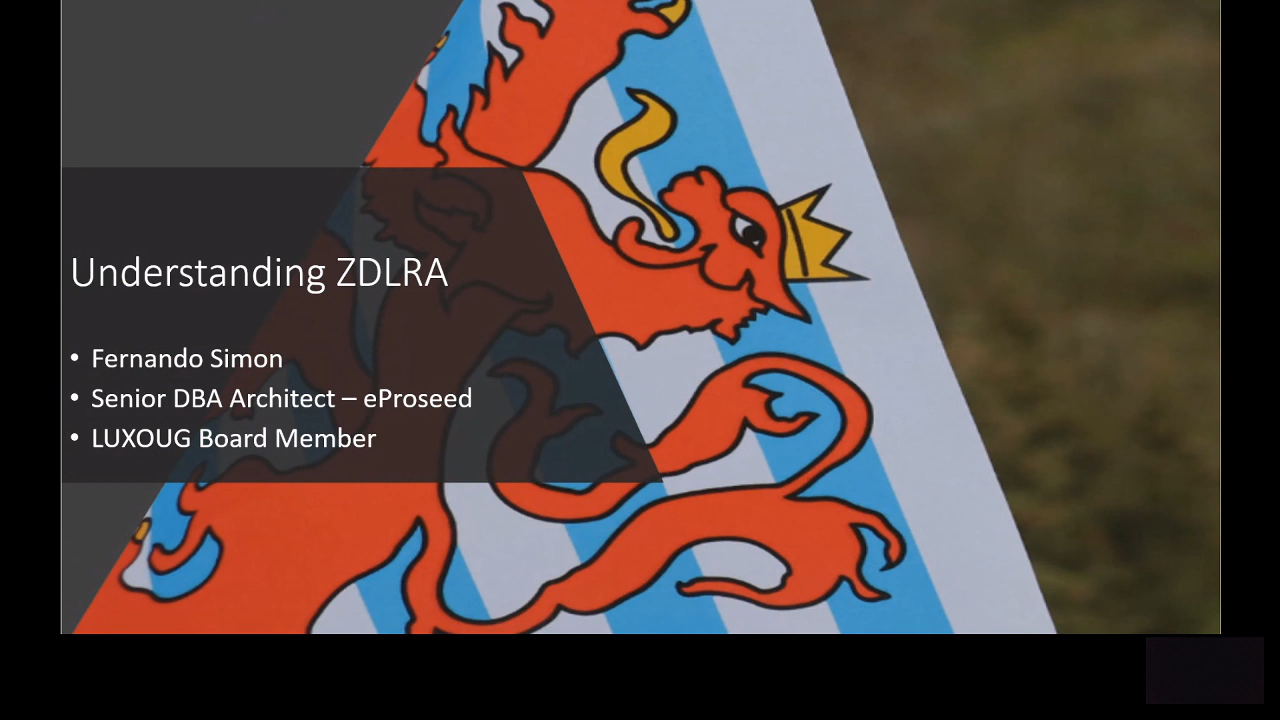 Understanding ZDLRA
• Fernando Simon
• Senior DBA Architect – eProseed
• LUXOUG Board Member